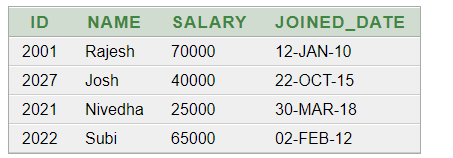 ID NAME SALARY JOINED_DATE
2001 Rajesh 70000 12-JAN-10
2027 Josh 40000 22-OCT-15
2021 Nivedha 25000 30-MAR-18
2022 Subi 65000 02-FEB-12